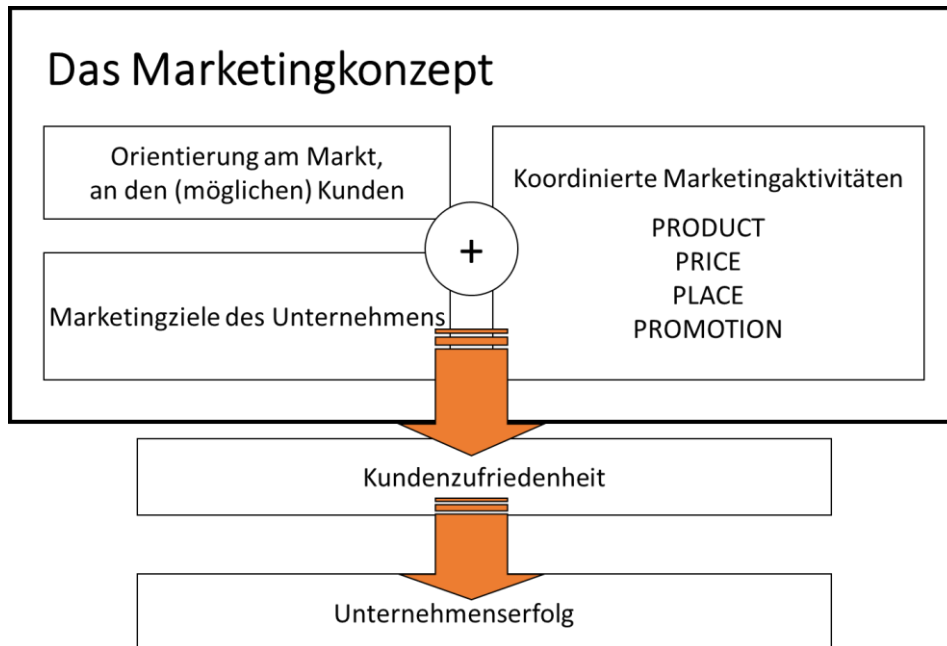 Das Marketingkonzept
Orientierung am Markt,
an den (möglichen) Kunden
Marketingziele des Unternehmens
+
Koordinierte Marketingaktivitäten
PRODUCT
PRICE
PLACE
PROMOTION
Kundenzufriedenheit
Unternehmenserfolg